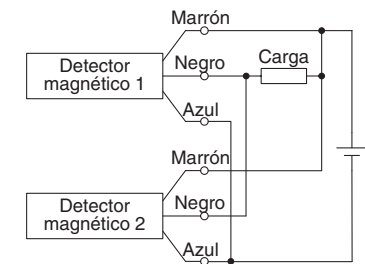 Marrón
Detector
magnético 1
Negro
Carga
Azul
Marrón
Detector
magnético 2
Negro
Azul